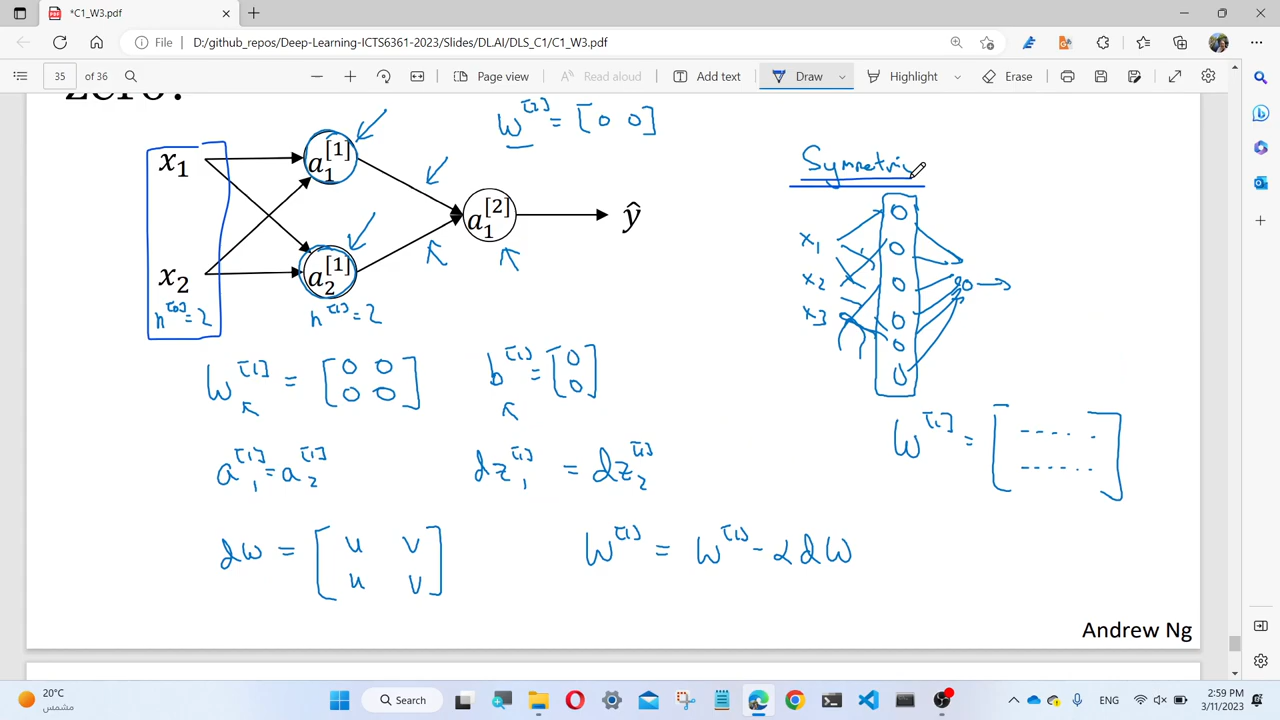 *C1_W3.pdf
File D:/github_repos/Deep-Learning-ICTS6361-2023/Slides/DL.AI/DLS_C1/C1_W3.pdf
35 of 36 Page view Read aloud Add text Draw Highlight Erase
zero?
W^[2] = [0 0]
x1 a1^[1]
a1^[2] ŷ
x2 a2^[1]
n^[0]=2 n^[1]=2
Symmetric
x1
x2
x3
W^[1] = [0 0
0 0]
b^[1] = [0
0]
W^[1] = [----..
----..]
a1^[1] = a2^[1] dz1^[1] = dz2^[1]
dW = [u v
u v]
W^[1] = W^[1] - αdW
Andrew Ng
20°C
مشمس
Search
ENG
2:59 PM
3/11/2023